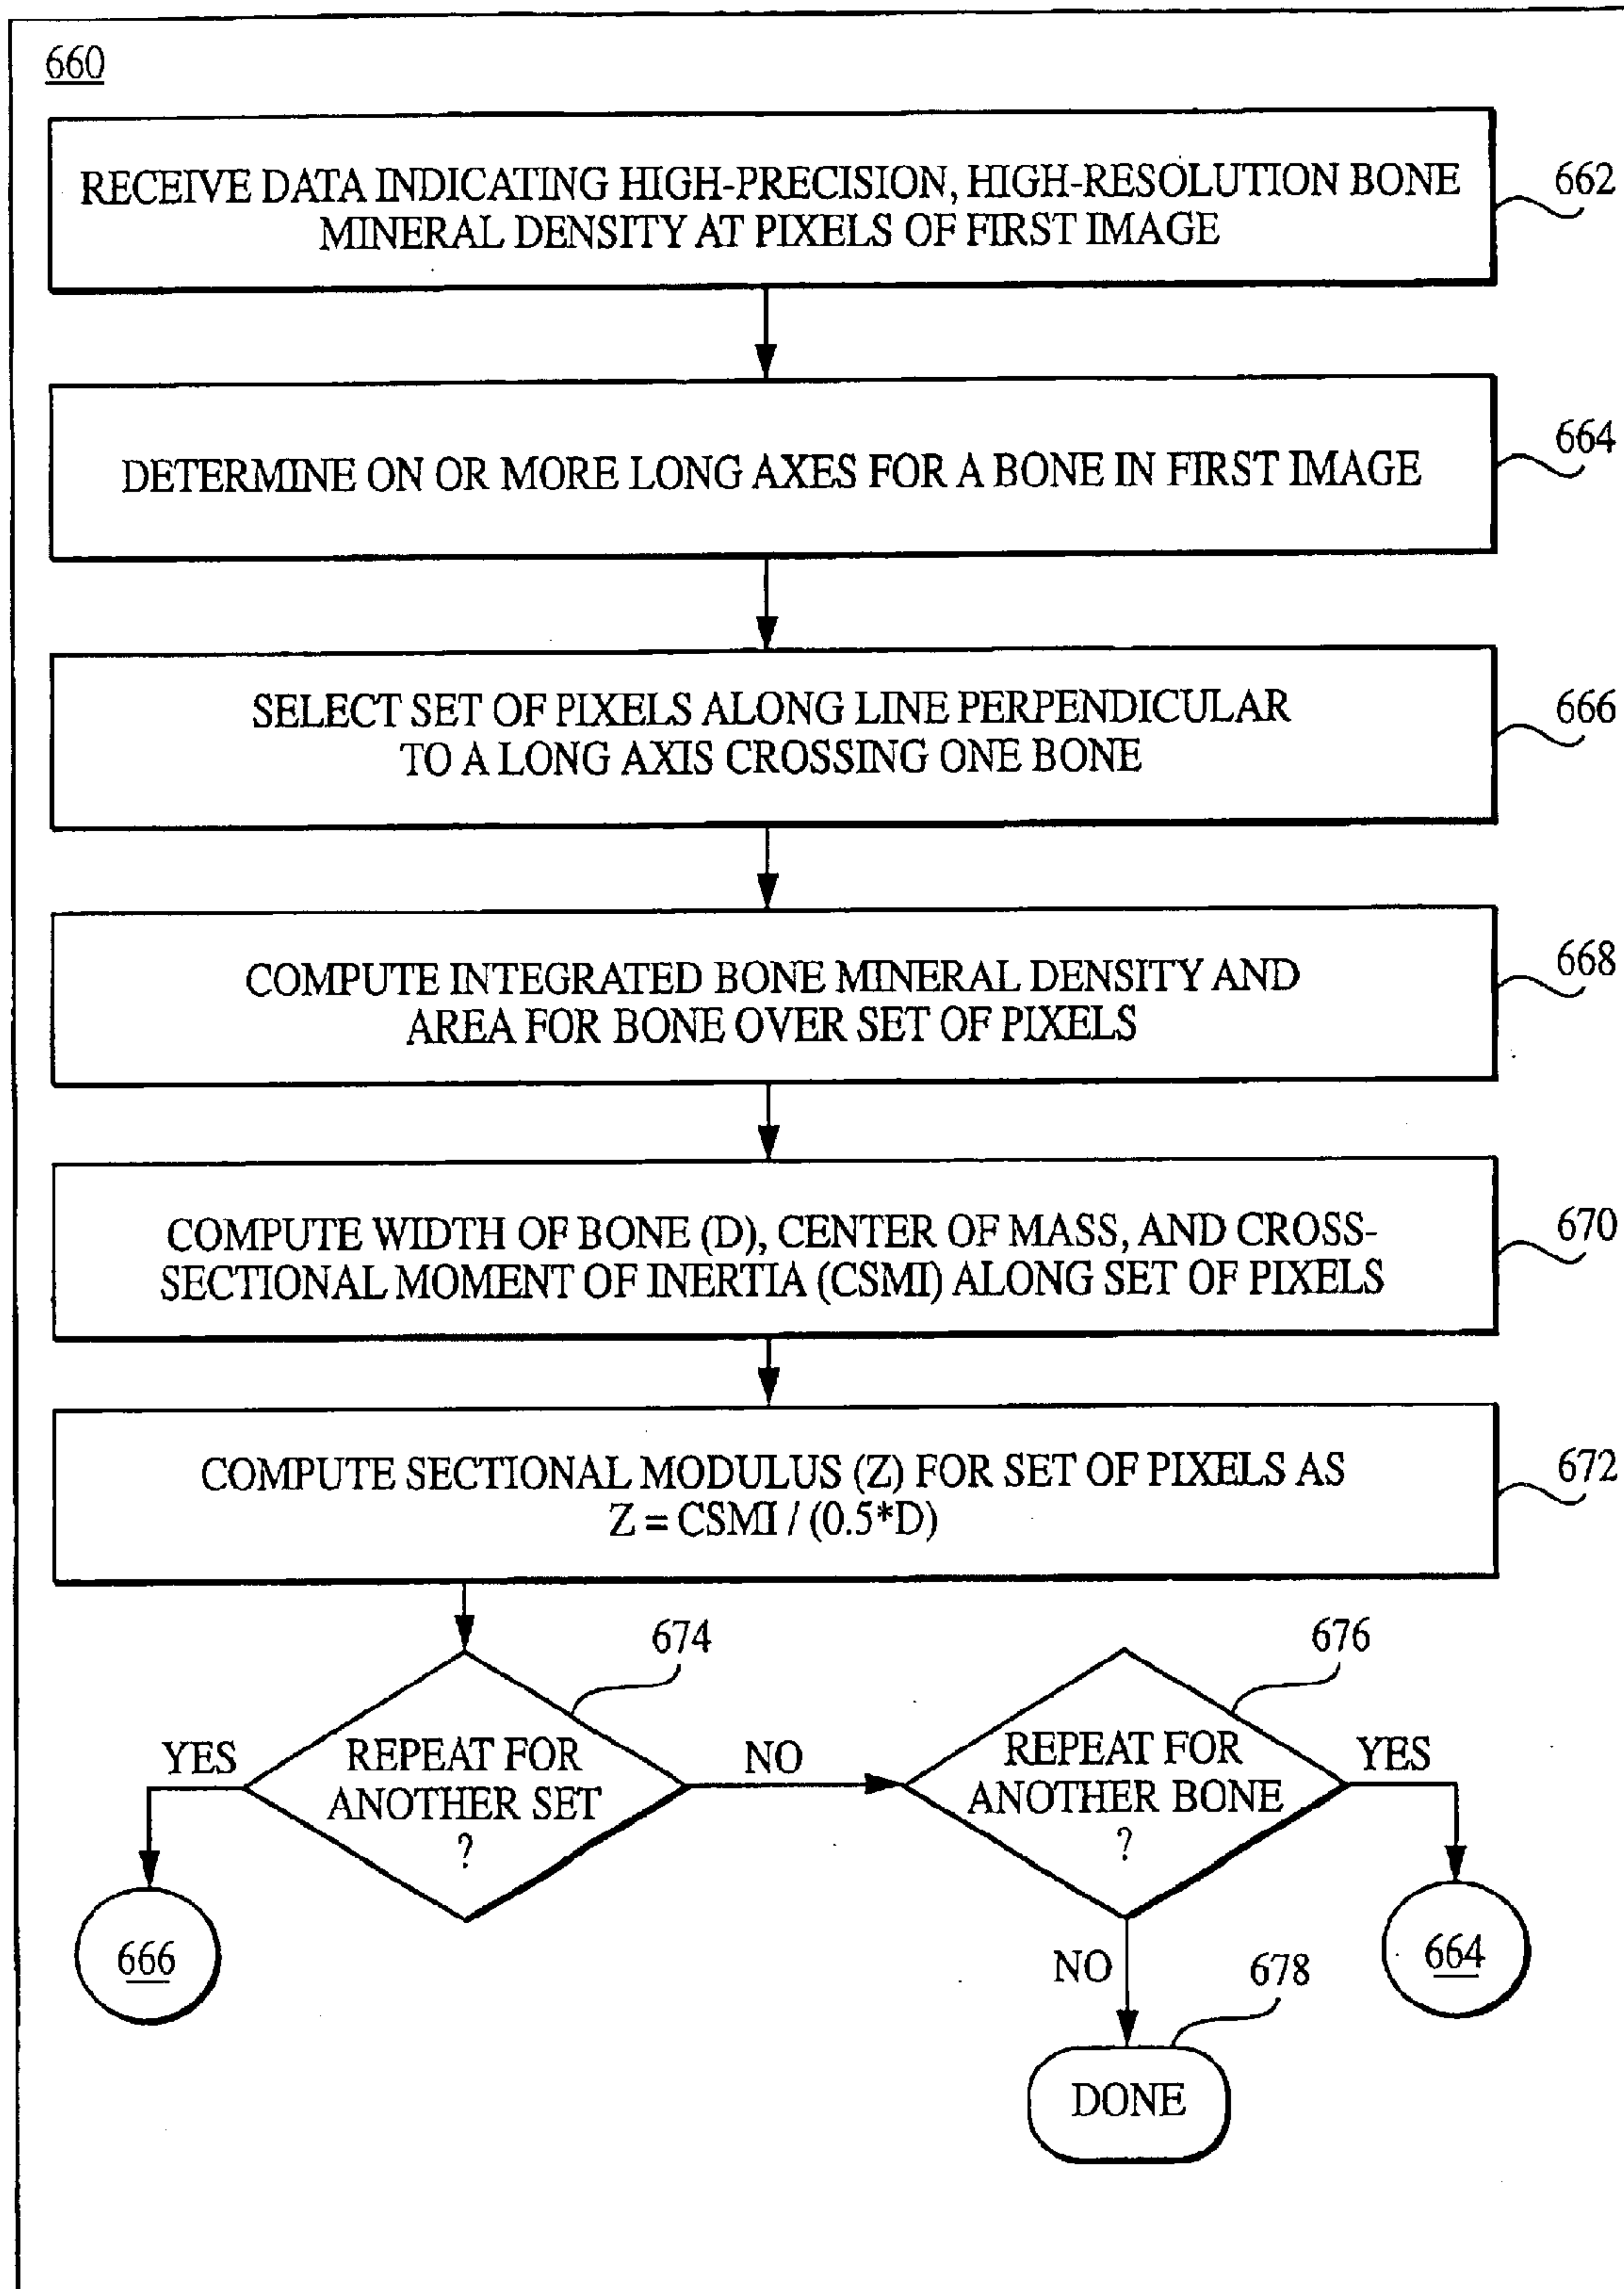 660
RECEIVE DATA INDICATING HIGH-PRECISION, HIGH-RESOLUTION BONE
MINERAL DENSITY AT PIXELS OF FIRST IMAGE
662
DETERMINE ON OR MORE LONG AXES FOR A BONE IN FIRST IMAGE
664
SELECT SET OF PIXELS ALONG LINE PERPENDICULAR
TO A LONG AXIS CROSSING ONE BONE
666
COMPUTE INTEGRATED BONE MINERAL DENSITY AND
AREA FOR BONE OVER SET OF PIXELS
668
COMPUTE WIDTH OF BONE (D), CENTER OF MASS, AND CROSS-
SECTIONAL MOMENT OF INERTIA (CSMI) ALONG SET OF PIXELS
670
COMPUTE SECTIONAL MODULUS (Z) FOR SET OF PIXELS AS
Z = CSMI / (0.5*D)
672
674
REPEAT FOR
ANOTHER SET
?
YES
NO
676
REPEAT FOR
ANOTHER BONE
?
YES
666
664
NO
678
DONE